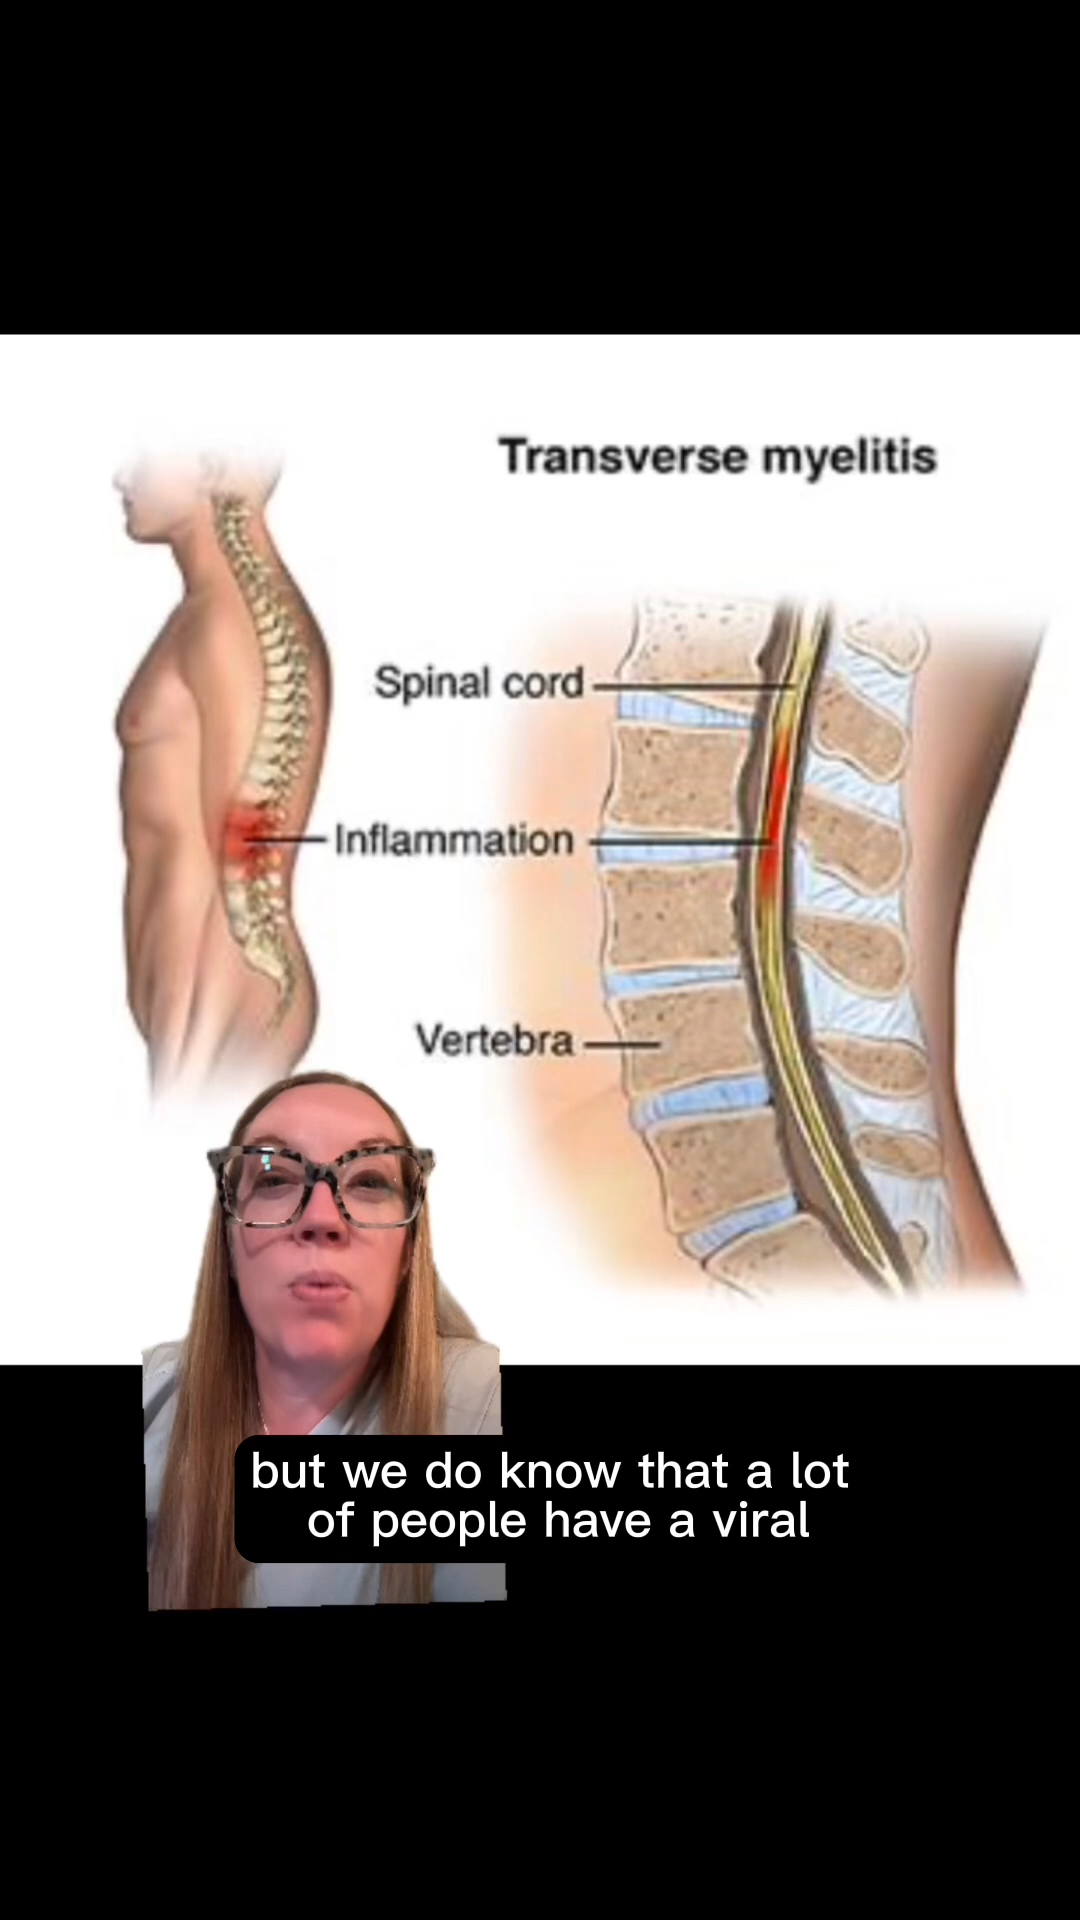 Transverse myelitis
Spinal cord
Inflammation
Vertebra
but we do know that a lot
of people have a viral